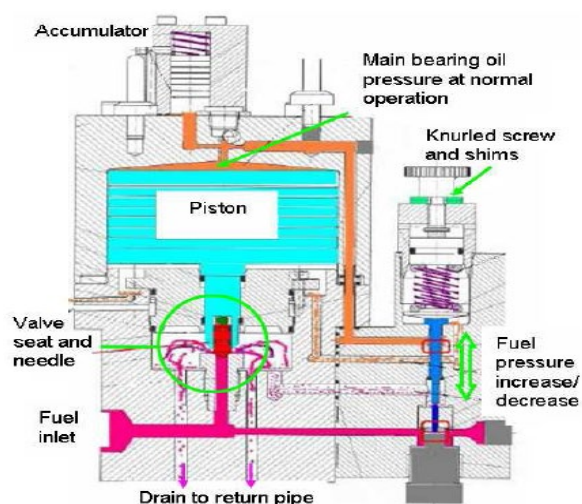 Accumulator
Main bearing oil
pressure at normal
operation
Knurled screw
and shims
Piston
Valve
seat and
needle
Fuel
pressure
increase/
decrease
Fuel
inlet
Drain to return pipe